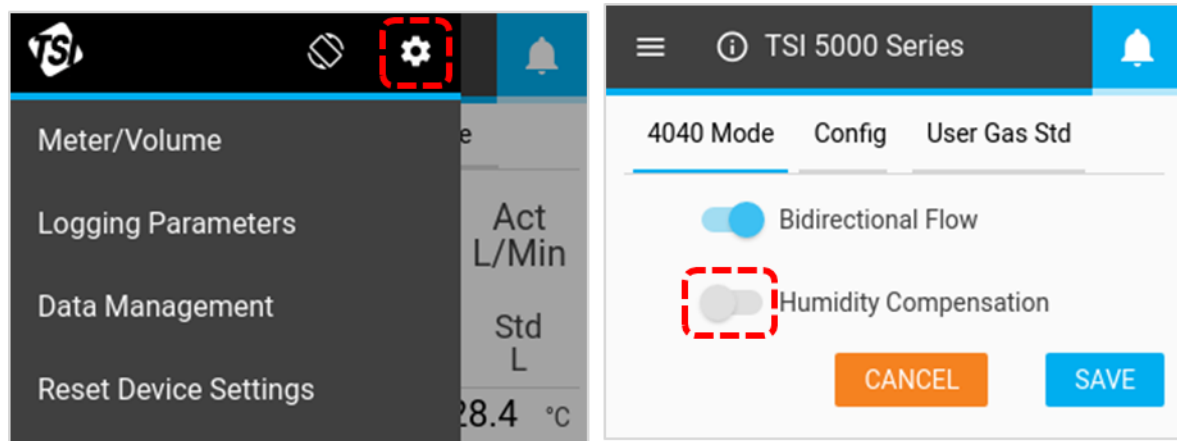 TSI
Meter/Volume
Logging Parameters
Data Management
Reset Device Settings
e
Act
L/Min
Std
L
28.4 °C
TSI 5000 Series
4040 Mode Config User Gas Std
Bidirectional Flow
Humidity Compensation
CANCEL SAVE